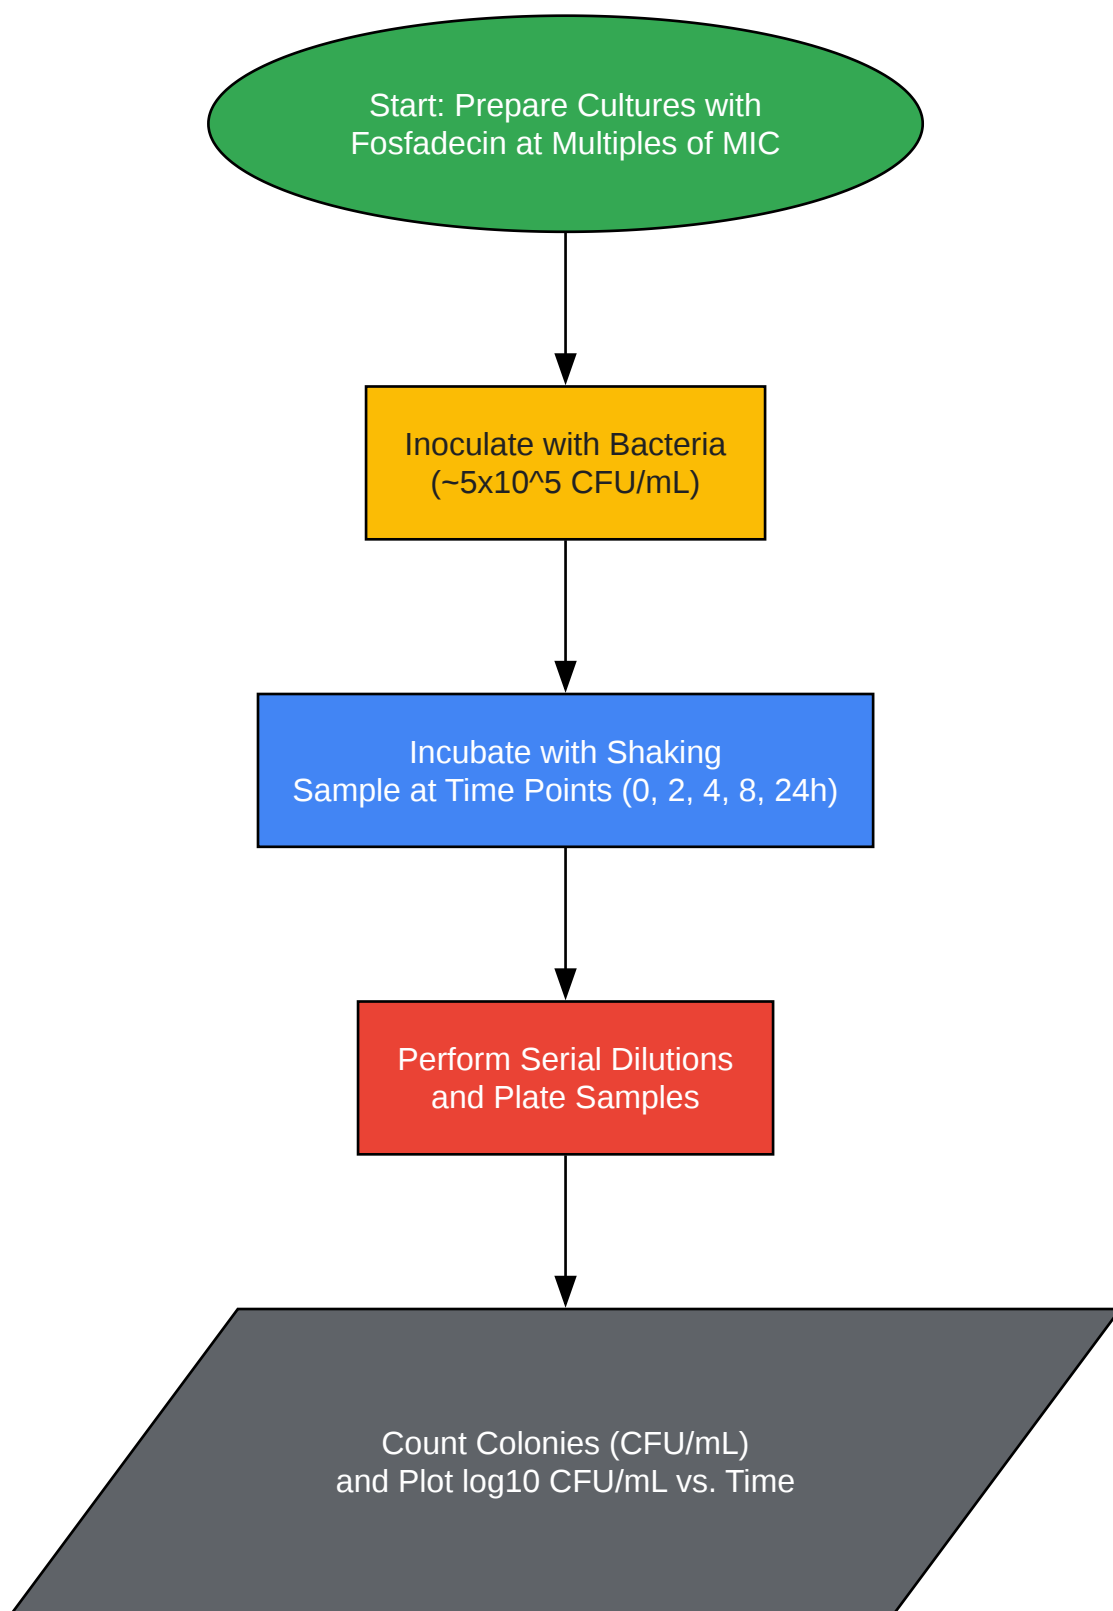 Start: Prepare Cultures with
Fosfadecin at Multiples of MIC
Inoculate with Bacteria
(~5x10^5 CFU/mL)
Incubate with Shaking
Sample at Time Points (0, 2, 4, 8, 24h)
Perform Serial Dilutions
and Plate Samples
Count Colonies (CFU/mL)
and Plot log10 CFU/mL vs. Time